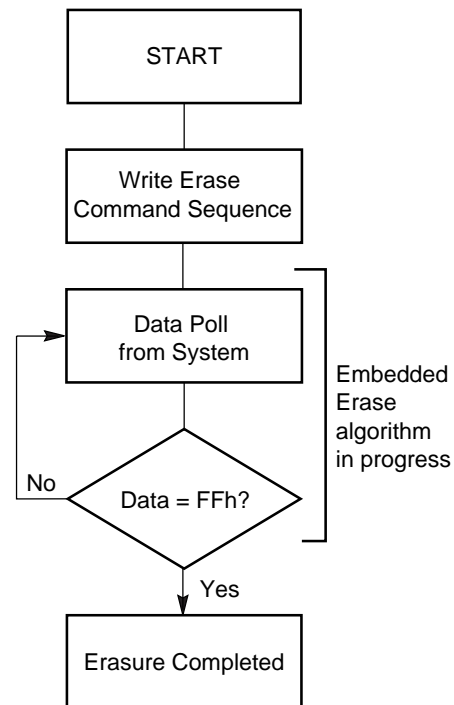 START
Write Erase
Command Sequence
Data Poll
from System
Embedded
Erase
algorithm
in progress
No
Data = FFh?
Yes
Erasure Completed